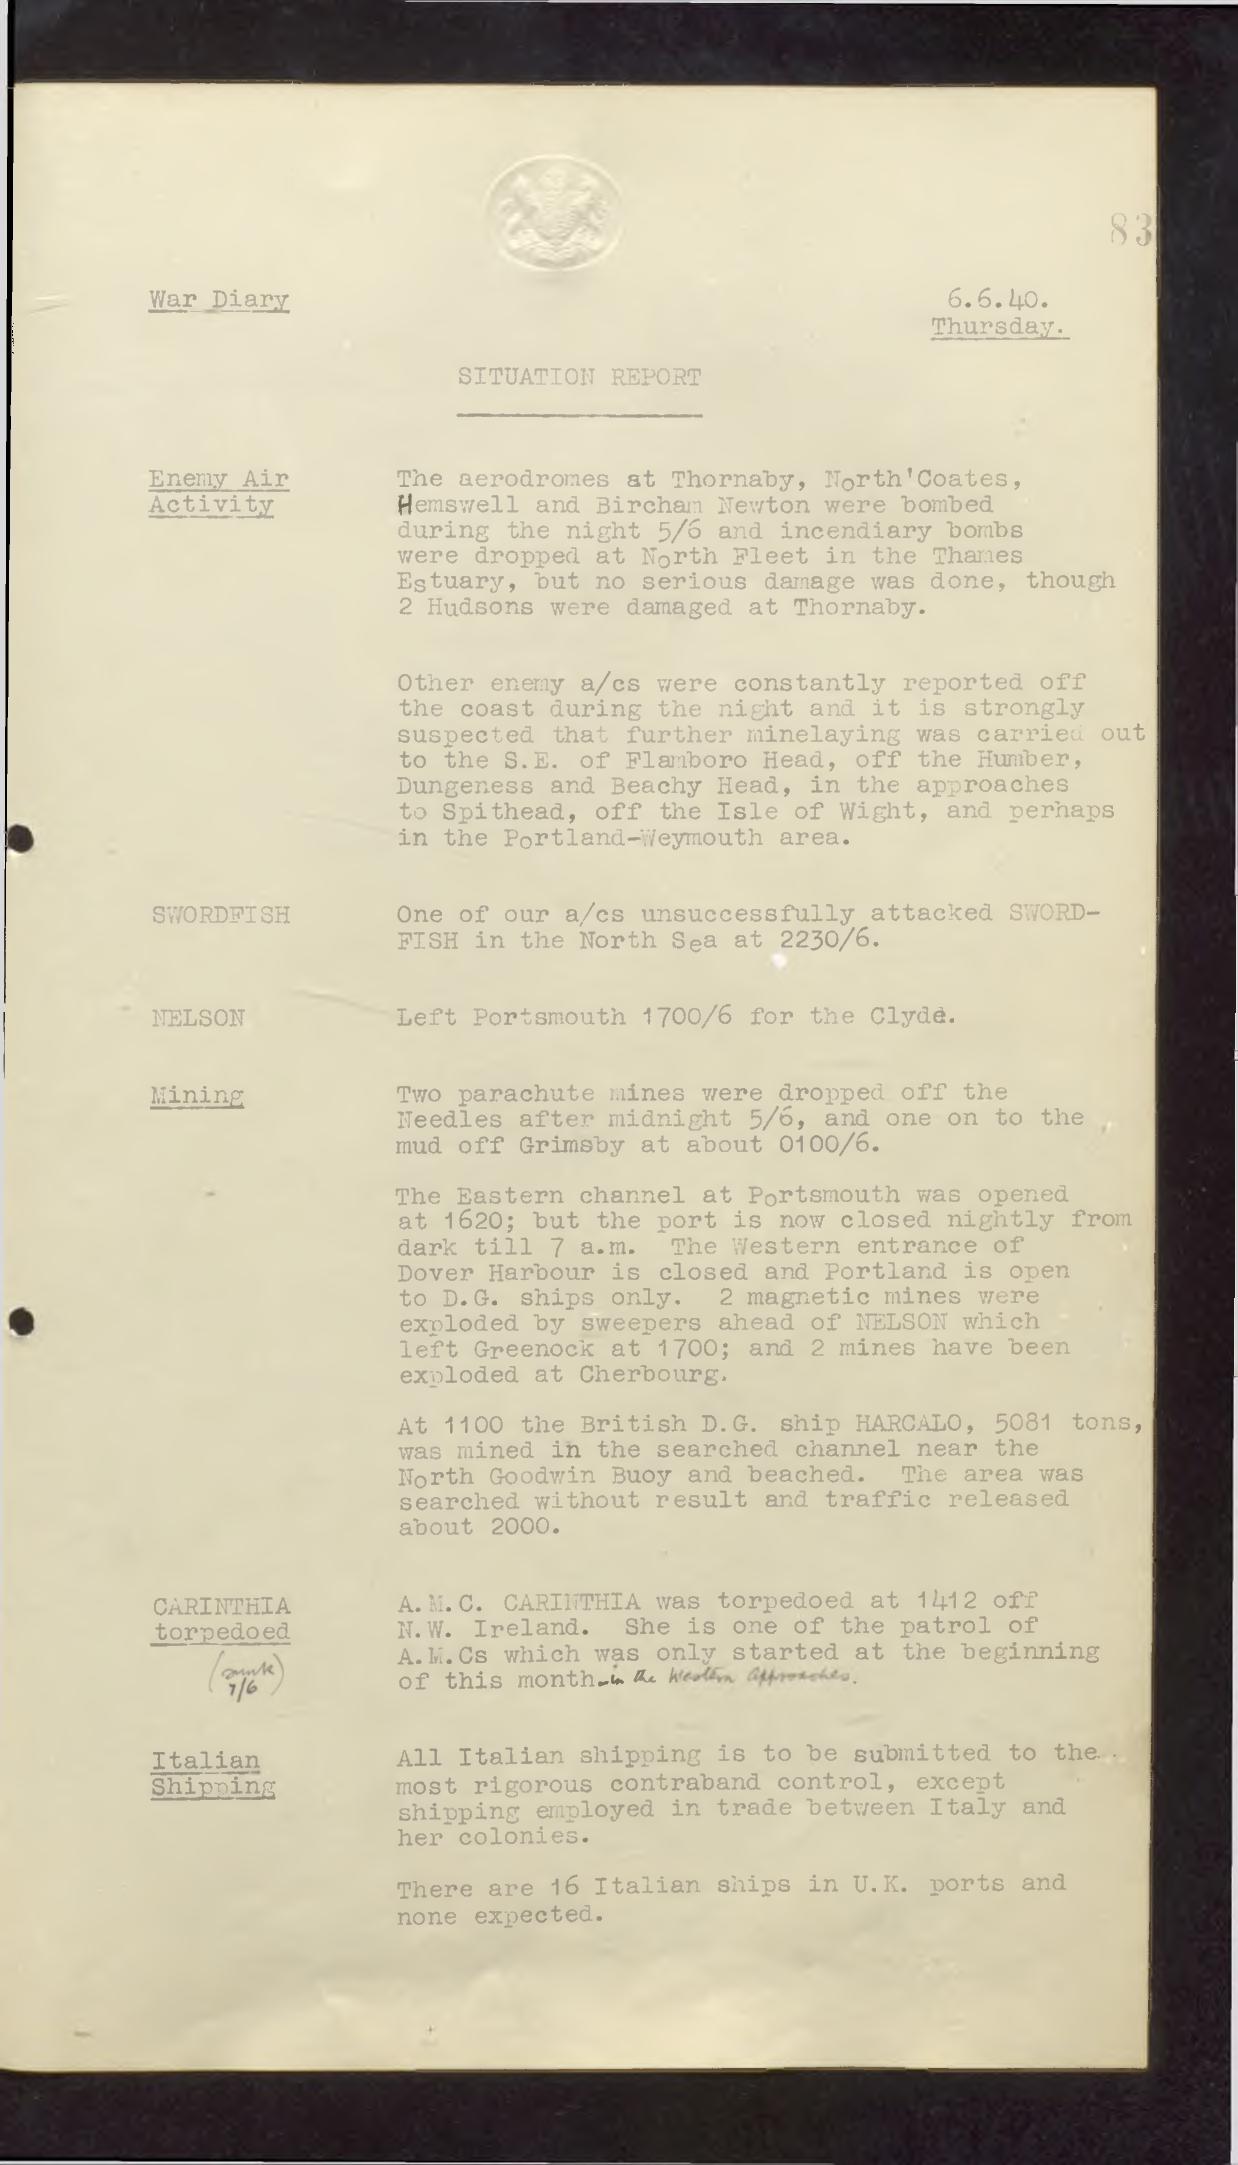 83
War Diary
6.6.40.
Thursday.
SITUATION REPORT
Enemy Air
Activity
The aerodromes at Thornaby, North'Coates,
Hemswell and Bircham Newton were bombed
during the night 5/6 and incendiary bombs
were dropped at North Fleet in the Thames
Estuary, but no serious damage was done, though
2 Hudsons were damaged at Thornaby.
Other enemy a/cs were constantly reported off
the coast during the night and it is strongly
suspected that further minelaying was carried out
to the S.E. of Flamboro Head, off the Humber,
Dungeness and Beachy Head, in the approaches
to Spithead, off the Isle of Wight, and perhaps
in the Portland-Weymouth area.
SWORDFISH
One of our a/cs unsuccessfully attacked SWORD-
FISH in the North Sea at 2230/6.
NELSON
Left Portsmouth 1700/6 for the Clyde.
Mining
Two parachute mines were dropped off the
Needles after midnight 5/6, and one on to the
mud off Grimsby at about 0100/6.
The Eastern channel at Portsmouth was opened
at 1620; but the port is now closed nightly from
dark till 7 a.m. The Western entrance of
Dover Harbour is closed and Portland is open
to D.G. ships only. 2 magnetic mines were
exploded by sweepers ahead of NELSON which
left Greenock at 1700; and 2 mines have been
exploded at Cherbourg.
At 1100 the British D.G. ship HARCALO, 5081 tons,
was mined in the searched channel near the
North Goodwin Buoy and beached. The area was
searched without result and traffic released
about 2000.
CARINTHIA
torpedoed
(sunk
7/6)
A.M.C. CARINTHIA was torpedoed at 1412 off
N.W. Ireland. She is one of the patrol of
A.M.Cs which was only started at the beginning
of this month in the Western Approaches.
Italian
Shipping
All Italian shipping is to be submitted to the
most rigorous contraband control, except
shipping employed in trade between Italy and
her colonies.
There are 16 Italian ships in U.K. ports and
none expected.